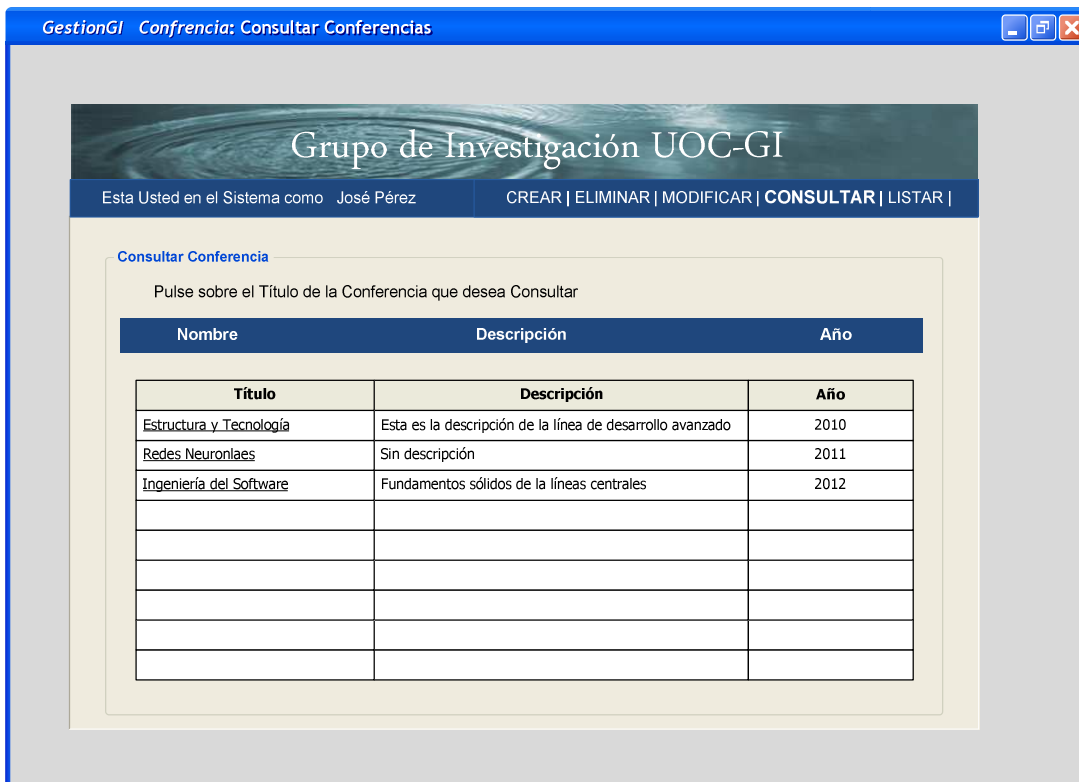 GestionGI Confrencia: Consultar Conferencias
Grupo de Investigación UOC-GI
Esta Usted en el Sistema como José Pérez CREAR | ELIMINAR | MODIFICAR | CONSULTAR | LISTAR |
Consultar Conferencia
Pulse sobre el Título de la Conferencia que desea Consultar
Nombre Descripción Año
Título Descripción Año
Estructura y Tecnología Esta es la descripción de la línea de desarrollo avanzado 2010
Redes Neuronlaes Sin descripción 2011
Ingeniería del Software Fundamentos sólidos de la líneas centrales 2012